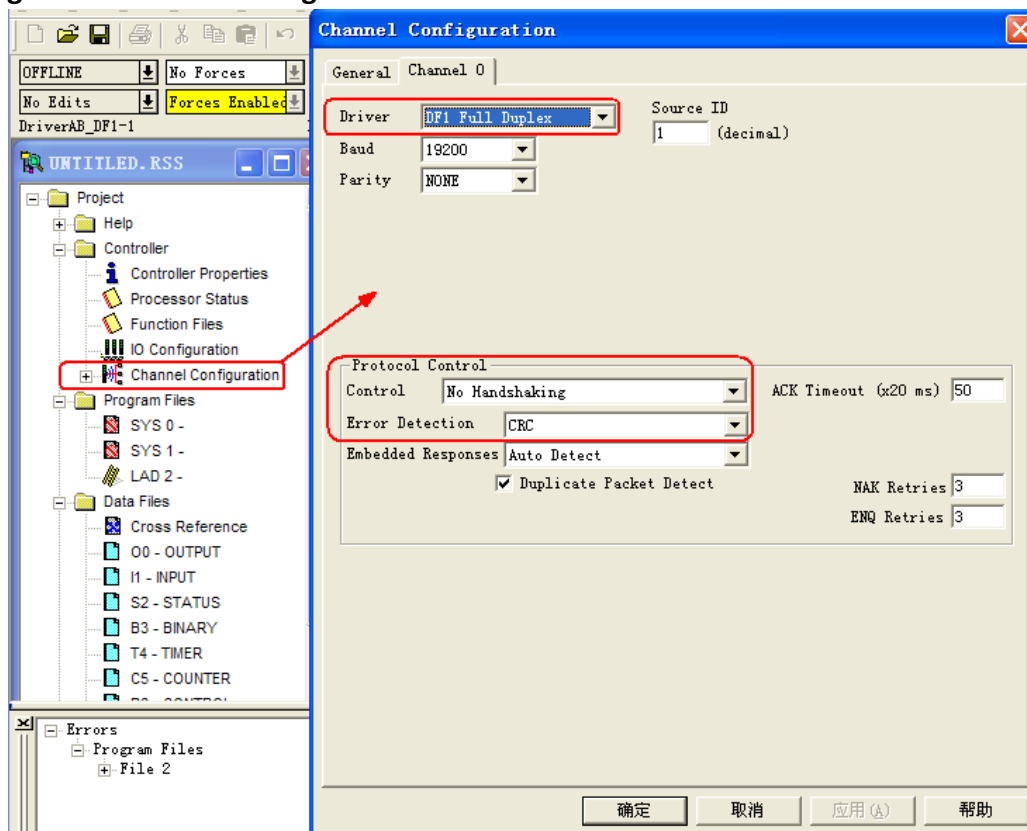 Channel Configuration
OFFLINE
No Forces
No Edits
Forces Enabled
DriverAB_DF1-1
UNTITLED.RSS
Project
Help
Controller
Controller Properties
Processor Status
Function Files
IO Configuration
Channel Configuration
Program Files
SYS 0 -
SYS 1 -
LAD 2 -
Data Files
Cross Reference
O0 - OUTPUT
I1 - INPUT
S2 - STATUS
B3 - BINARY
T4 - TIMER
C5 - COUNTER
Errors
Program Files
File 2
General
Channel 0
Driver
DF1 Full Duplex
Source ID
1 (decimal)
Baud
19200
Parity
NONE
Protocol Control
Control
No Handshaking
ACK Timeout (x20 ms)
50
Error Detection
CRC
Embedded Responses
Auto Detect
Duplicate Packet Detect
NAK Retries
3
ENQ Retries
3
确定
取消
应用(A)
帮助